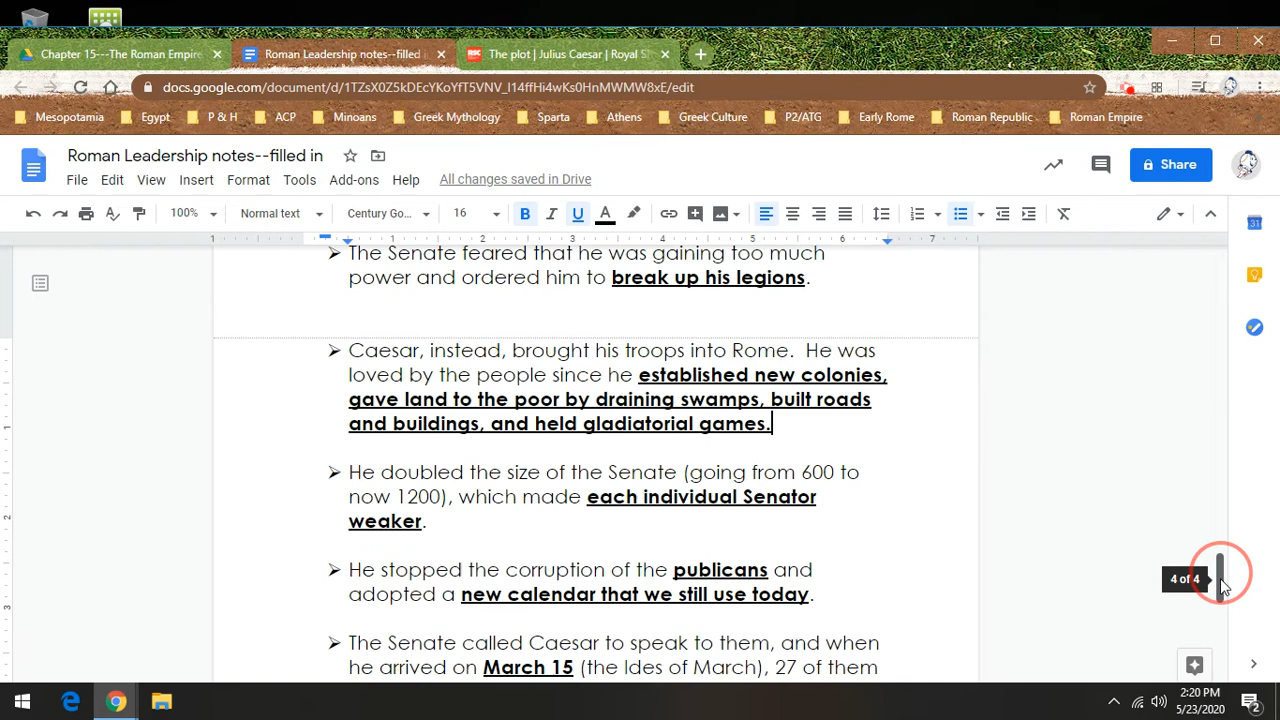 Chapter 15---The Roman Empire
Roman Leadership notes--filled
The plot | Julius Caesar | Royal S
docs.google.com/document/d/1TZsX0Z5kDEcYKoYfT5VNV_I14ffHi4wKs0HnMWMW8xE/edit
Mesopotamia Egypt P & H ACP Minoans Greek Mythology Sparta Athens Greek Culture P2/ATG Early Rome Roman Republic Roman Empire
Roman Leadership notes--filled in
Share
File Edit View Insert Format Tools Add-ons Help All changes saved in Drive
100% Normal text Century Go... 16
1 1 2 3 4 5 6 7
The Senate feared that he was gaining too much
power and ordered him to break up his legions.
Caesar, instead, brought his troops into Rome. He was
loved by the people since he established new colonies,
gave land to the poor by draining swamps, built roads
and buildings, and held gladiatorial games.
He doubled the size of the Senate (going from 600 to
now 1200), which made each individual Senator
weaker.
He stopped the corruption of the publicans and
adopted a new calendar that we still use today.
The Senate called Caesar to speak to them, and when
he arrived on March 15 (the Ides of March), 27 of them
4 of 4
2:20 PM
5/23/2020
2